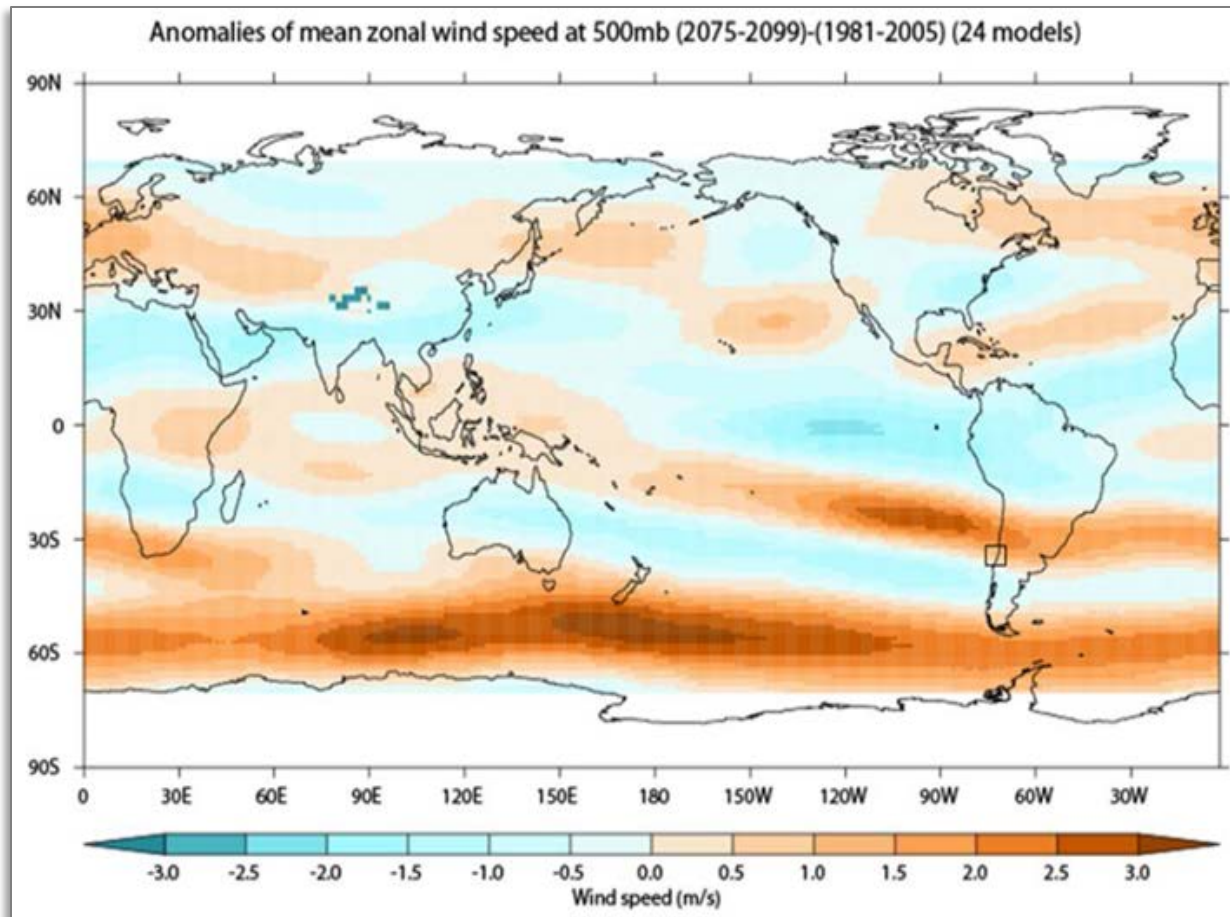 Anomalies of mean zonal wind speed at 500mb (2075-2099)-(1981-2005) (24 models)
90N
60N
30N
0
30S
60S
90S
0 30E 60E 90E 120E 150E 180 150W 120W 90W 60W 30W
-3.0 -2.5 -2.0 -1.5 -1.0 -0.5 0.0 0.5 1.0 1.5 2.0 2.5 3.0
Wind speed (m/s)